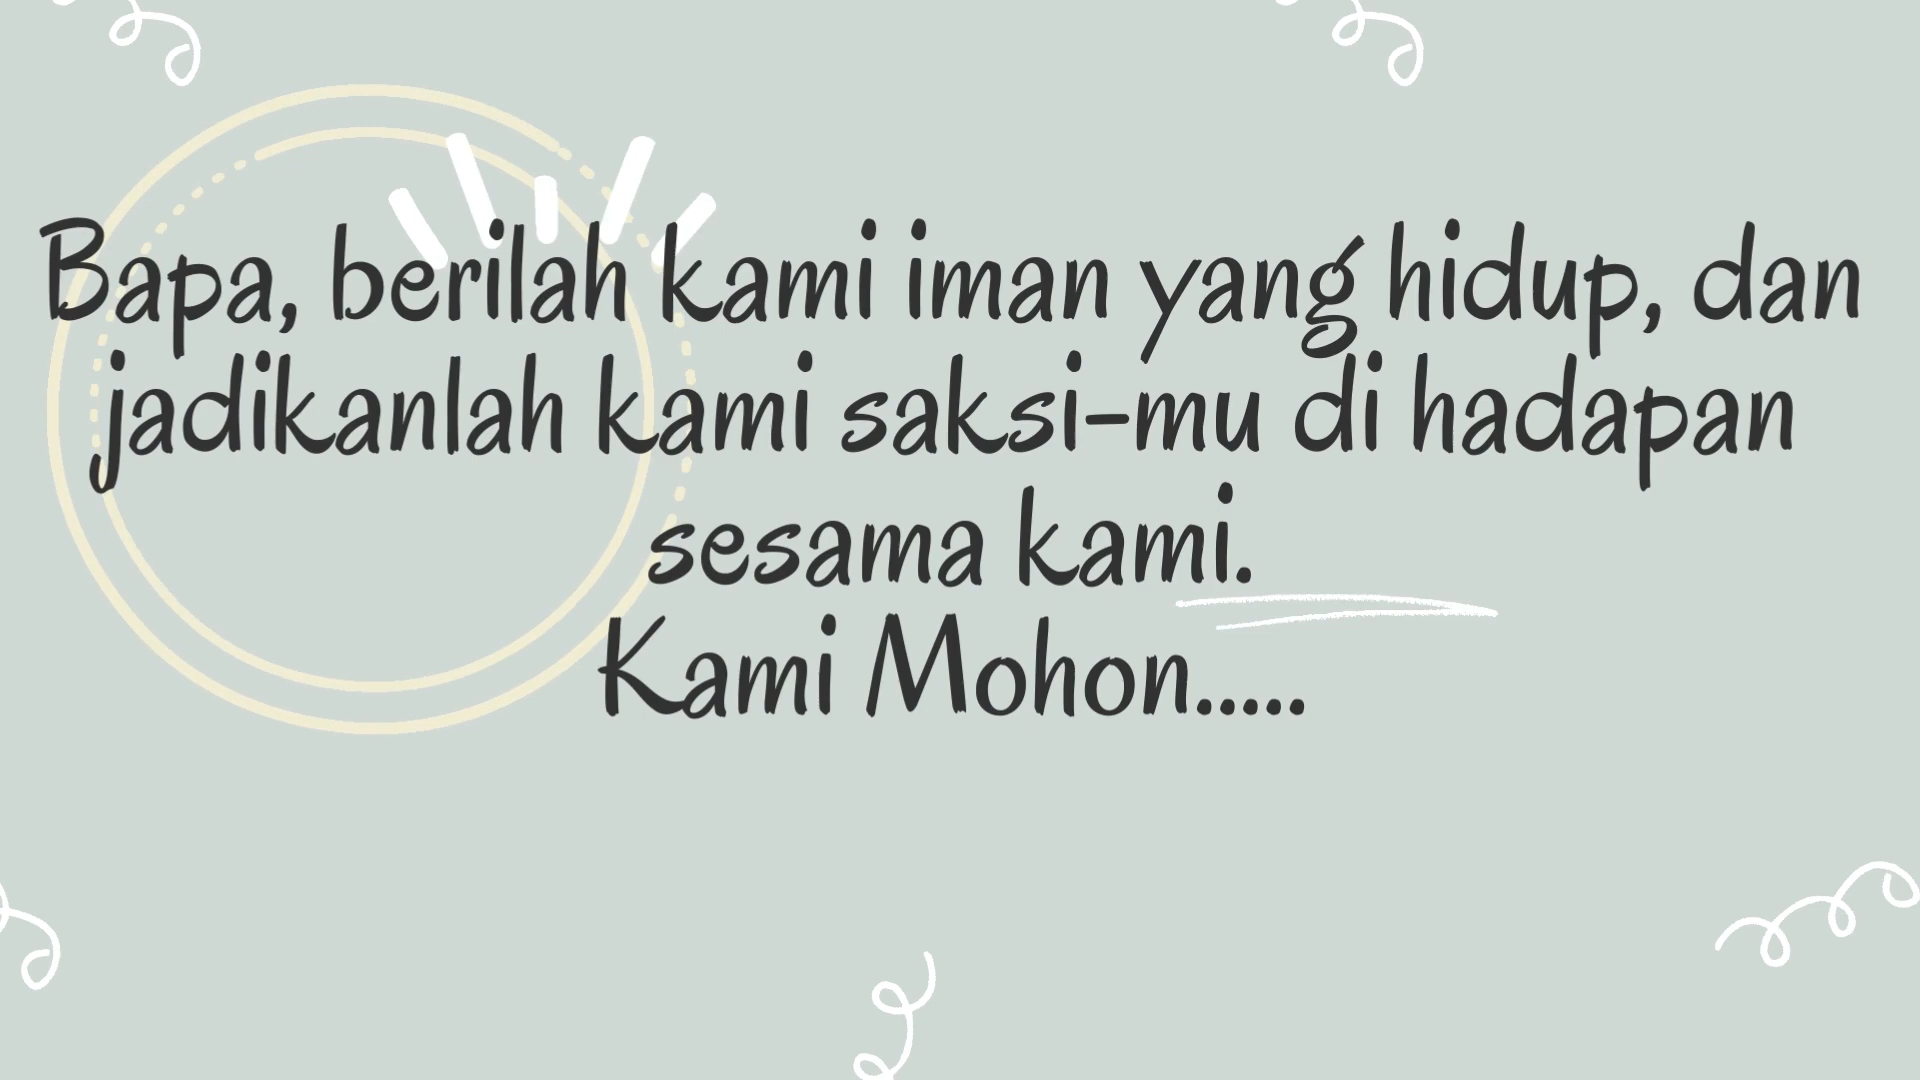 Bapa, berilah kami iman yang hidup, dan
jadikanlah kami saksi-mu di hadapan
sesama kami.
Kami Mohon.....